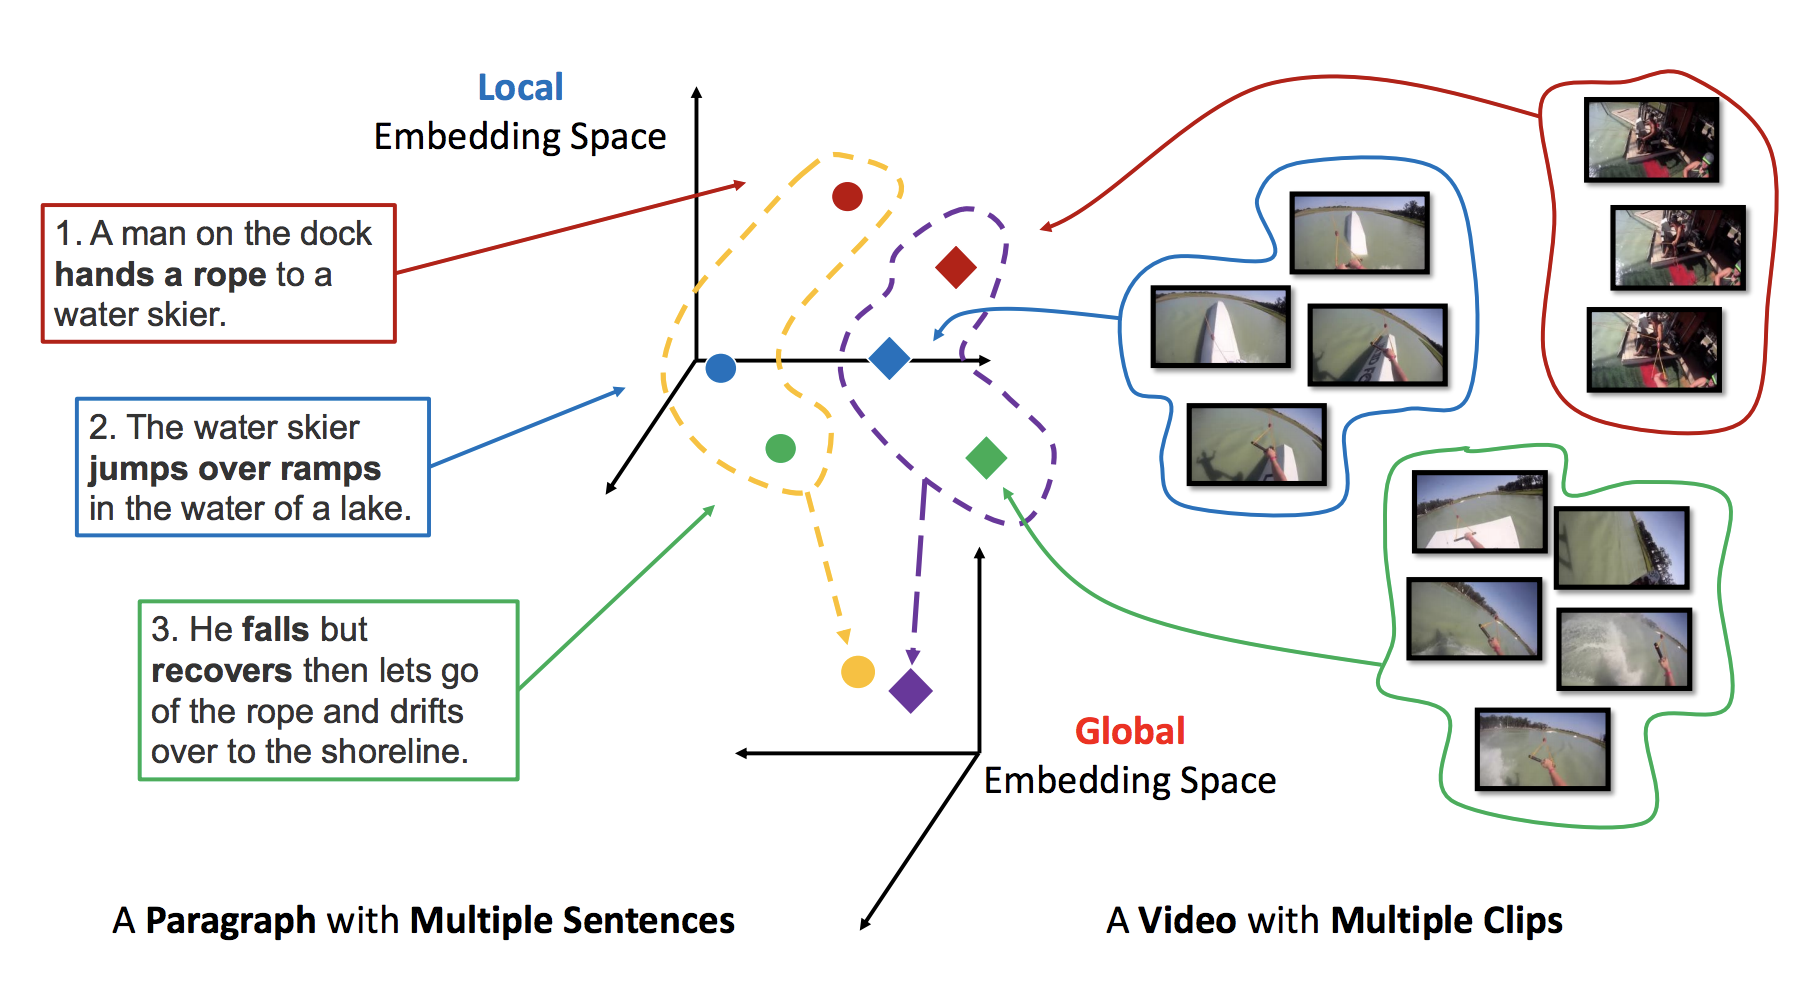 Local
Embedding Space
1. A man on the dock
hands a rope to a
water skier.
2. The water skier
jumps over ramps
in the water of a lake.
3. He falls but
recovers then lets go
of the rope and drifts
over to the shoreline.
Global
Embedding Space
A Paragraph with Multiple Sentences
A Video with Multiple Clips